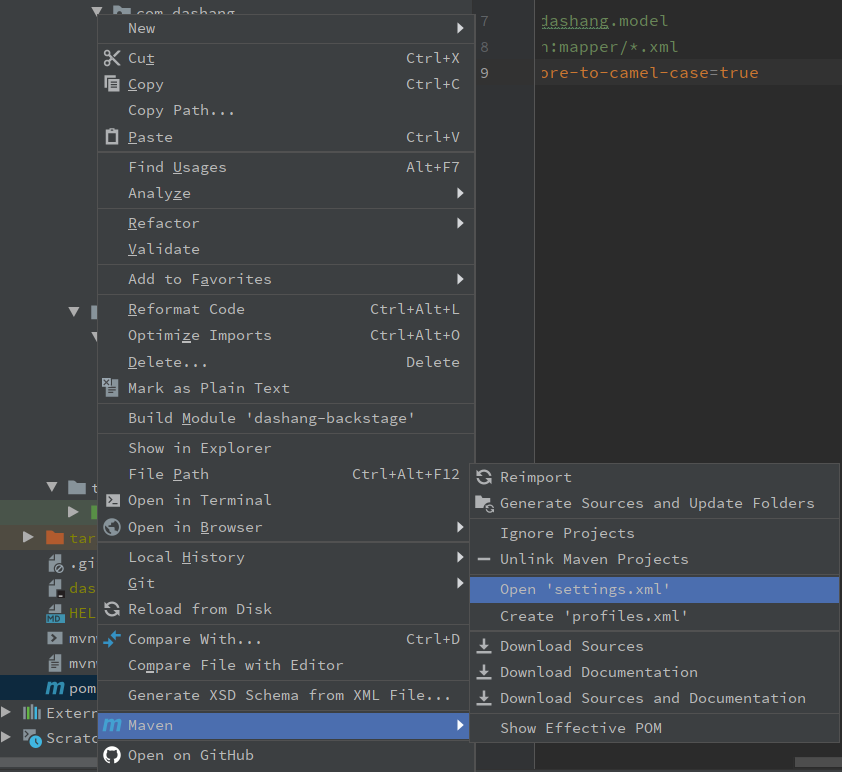 com.dashang
New
Cut Ctrl+X
Copy Ctrl+C
Copy Path...
Paste Ctrl+V
Find Usages Alt+F7
Analyze
Refactor
Validate
Add to Favorites
Reformat Code Ctrl+Alt+L
Optimize Imports Ctrl+Alt+O
Delete... Delete
Mark as Plain Text
Build Module 'dashang-backstage'
Show in Explorer
File Path Ctrl+Alt+F12
Open in Terminal
Open in Browser
Local History
Git
Reload from Disk
Compare With... Ctrl+D
Compare File with Editor
Generate XSD Schema from XML File...
Maven
Open on GitHub
7 dashang.model
8 n:mapper/*.xml
9 ore-to-camel-case=true
Reimport
Generate Sources and Update Folders
Ignore Projects
Unlink Maven Projects
Open 'settings.xml'
Create 'profiles.xml'
Download Sources
Download Documentation
Download Sources and Documentation
Show Effective POM
t
tar
.gi
das
MD HEL
mvn
mvn
m pom
Extern
Scratc